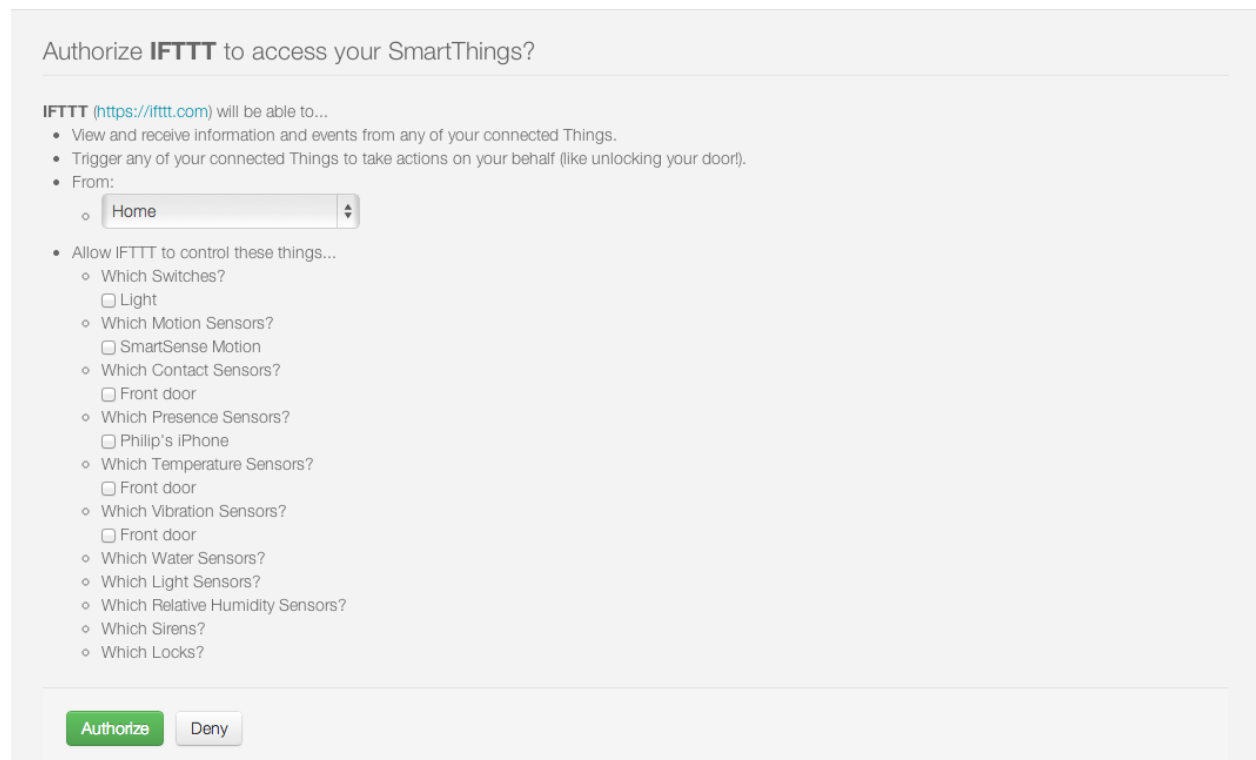 Authorize IFTTT to access your SmartThings?
IFTTT (https://ifttt.com) will be able to...
View and receive information and events from any of your connected Things.
Trigger any of your connected Things to take actions on your behalf (like unlocking your door!).
From:
Home
Allow IFTTT to control these things...
Which Switches?
Light
Which Motion Sensors?
SmartSense Motion
Which Contact Sensors?
Front door
Which Presence Sensors?
Philip's iPhone
Which Temperature Sensors?
Front door
Which Vibration Sensors?
Front door
Which Water Sensors?
Which Light Sensors?
Which Relative Humidity Sensors?
Which Sirens?
Which Locks?
Authorize Deny